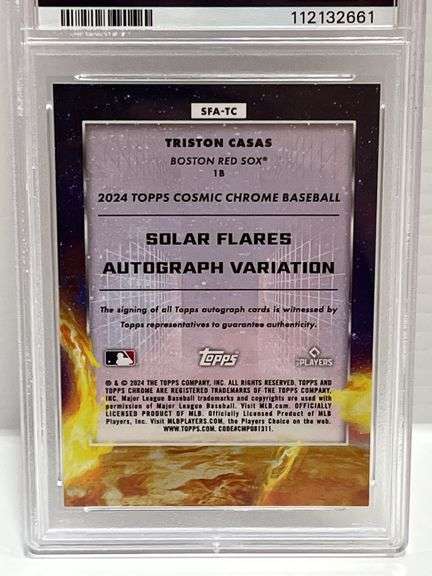 112132661
SFA-TC
TRISTON CASAS
BOSTON RED SOX®
1B
2024 TOPPS COSMIC CHROME BASEBALL
SOLAR FLARES
AUTOGRAPH VARIATION
The signing of all Topps autograph cards is witnessed by
Topps representatives to guarantee authenticity.
Topps
PLAYERS
® & © 2024 THE TOPPS COMPANY, INC. ALL RIGHTS RESERVED. TOPPS AND
TOPPS CHROME ARE REGISTERED TRADEMARKS OF THE TOPPS COMPANY,
INC. Major League Baseball trademarks and copyrights are used with
permission of Major League Baseball. Visit MLB.com. OFFICIALLY
LICENSED PRODUCT OF MLB. Officially Licensed Product of MLB
Players, Inc. Visit MLBPLAYERS.COM, the Players Choice on the web.
WWW.TOPPS.COM. CODE#CMP081311.